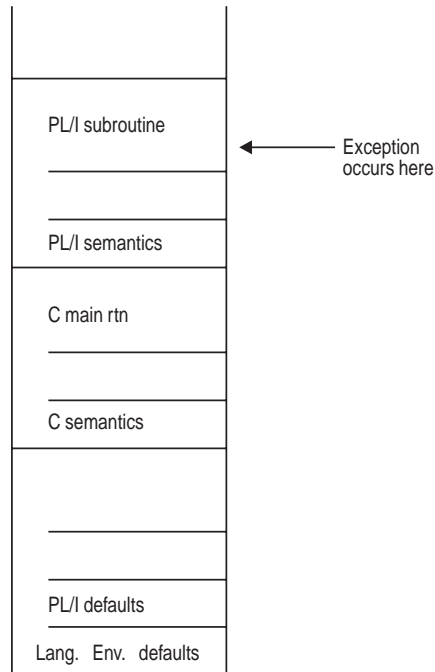 PL/I subroutine
Exception
occurs here
PL/I semantics
C main rtn
C semantics
PL/I defaults
Lang. Env. defaults